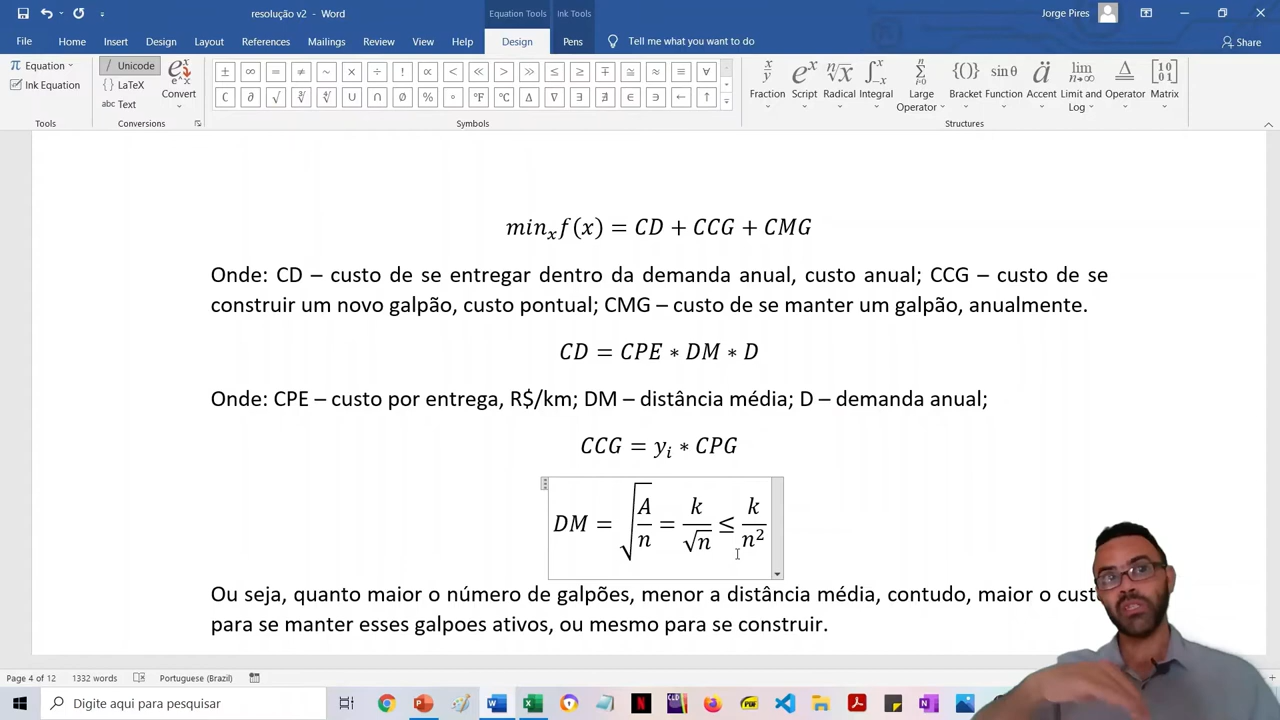 resolução v2 - Word
Equation Tools
Ink Tools
Jorge Pires
File Home Insert Design Layout References Mailings Review View Help Design Pens Tell me what you want to do Share
Equation
Ink Equation
Tools
Unicode
LaTeX
abc Text
Convert
Conversions
± ∞ = ≠ ~ × ÷ ! ∝ < ≪ > ≫ ≤ ≥ ∓ ≅ ≈ ≡ ∀
∁ ∂ √ ∛ ∜ ∪ ∩ ∅ % ° ℉ ℃ ∆ ∇ ∃ ∄ ∈ ∋ ← ↑
Symbols
Fraction Script Radical Integral Large Operator Bracket Function Accent Limit and Log Operator Matrix
Structures
min_x f(x) = CD + CCG + CMG
Onde: CD – custo de se entregar dentro da demanda anual, custo anual; CCG – custo de se
construir um novo galpão, custo pontual; CMG – custo de se manter um galpão, anualmente.
CD = CPE ∗ DM ∗ D
Onde: CPE – custo por entrega, R$/km; DM – distância média; D – demanda anual;
CCG = y_i ∗ CPG
DM = √(A/n) = k/√n ≤ k/n²
Ou seja, quanto maior o número de galpões, menor a distância média, contudo, maior o
para se manter esses galpoes ativos, ou mesmo para se construir.
Page 4 of 12 1332 words Portuguese (Brazil)
Digite aqui para pesquisar